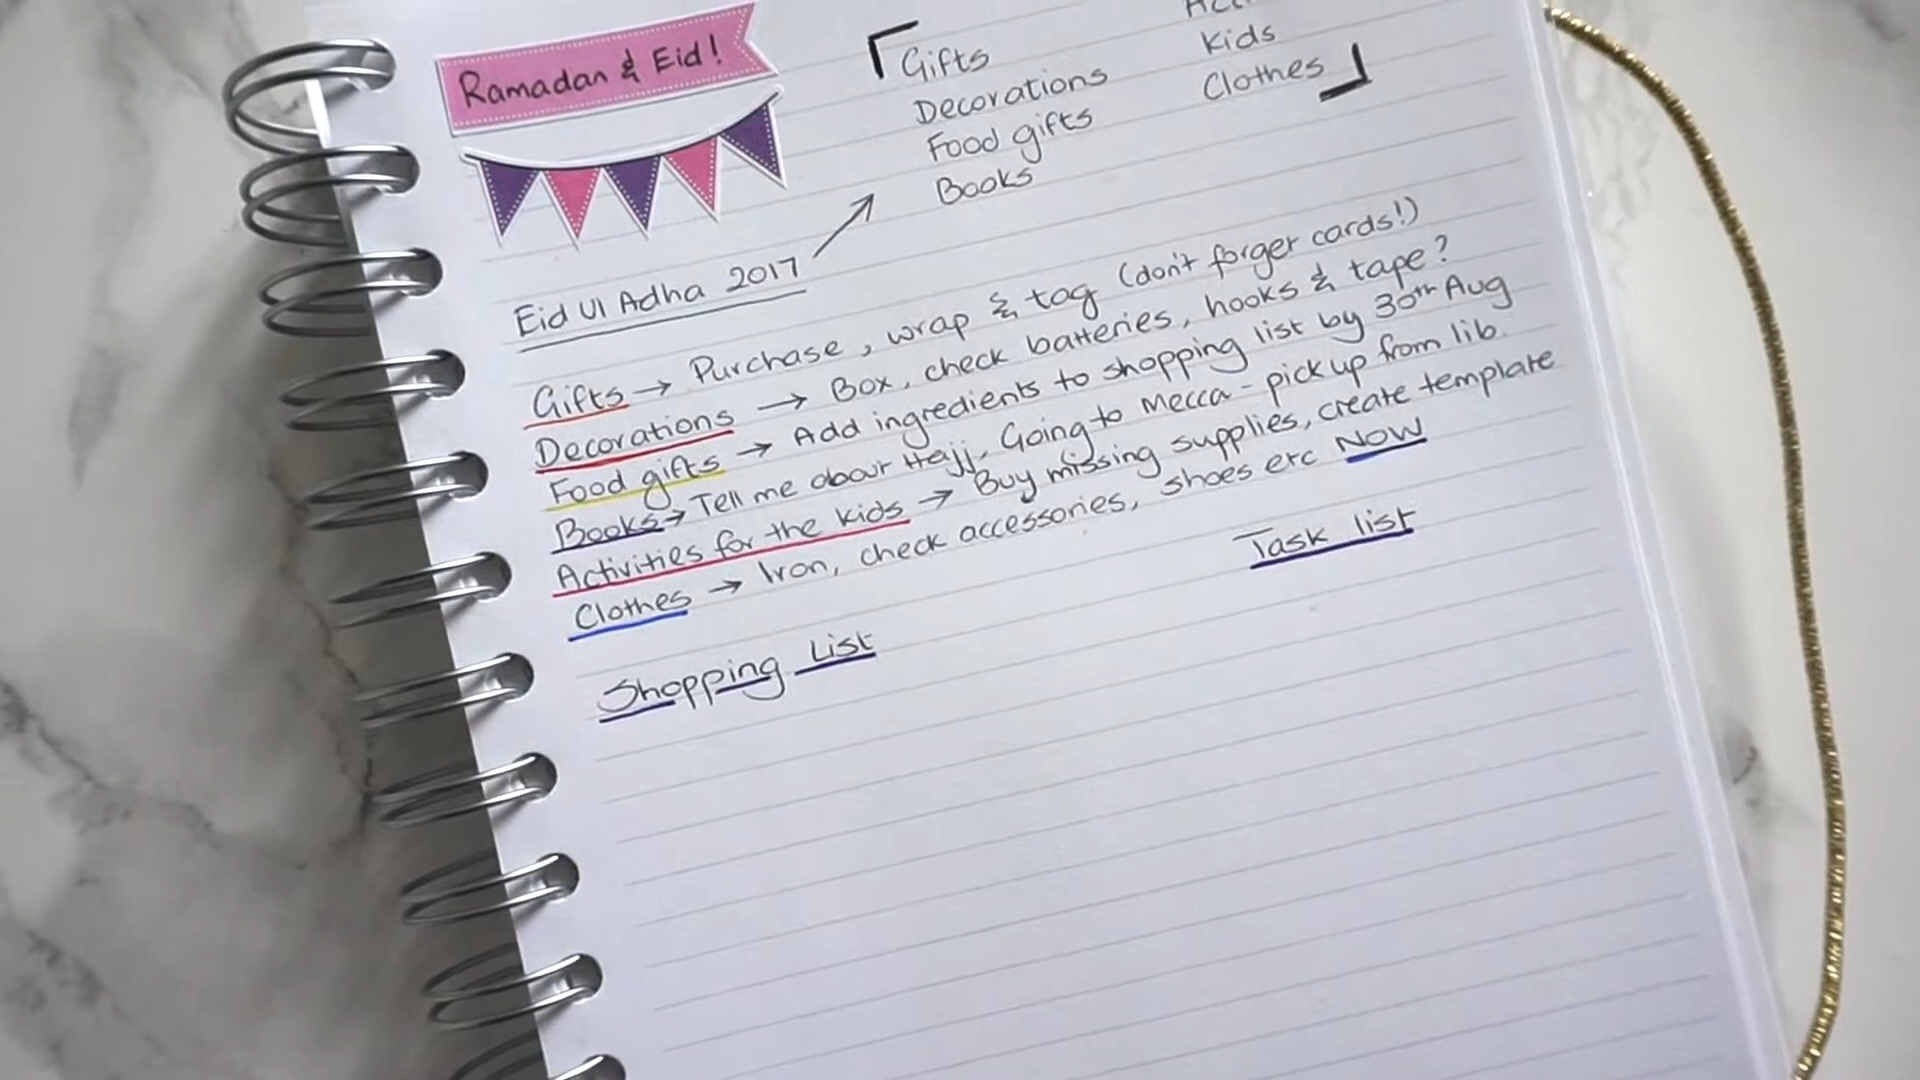 Ramadan & Eid!
Gifts
Decorations
Food gifts
Books
Kids
Clothes
Eid Ul Adha 2017
Gifts → Purchase, wrap & tag (don't forger cards!)
Decorations → Box, check batteries, hooks & tape?
Food gifts → Add ingredients to shopping list by 30th Aug
Books → Tell me about Hajj, Going to Mecca - pick up from lib.
Activities for the kids → Buy missing supplies, create template
Clothes → Iron, check accessories, shoes etc NOW
Shopping List
Task list